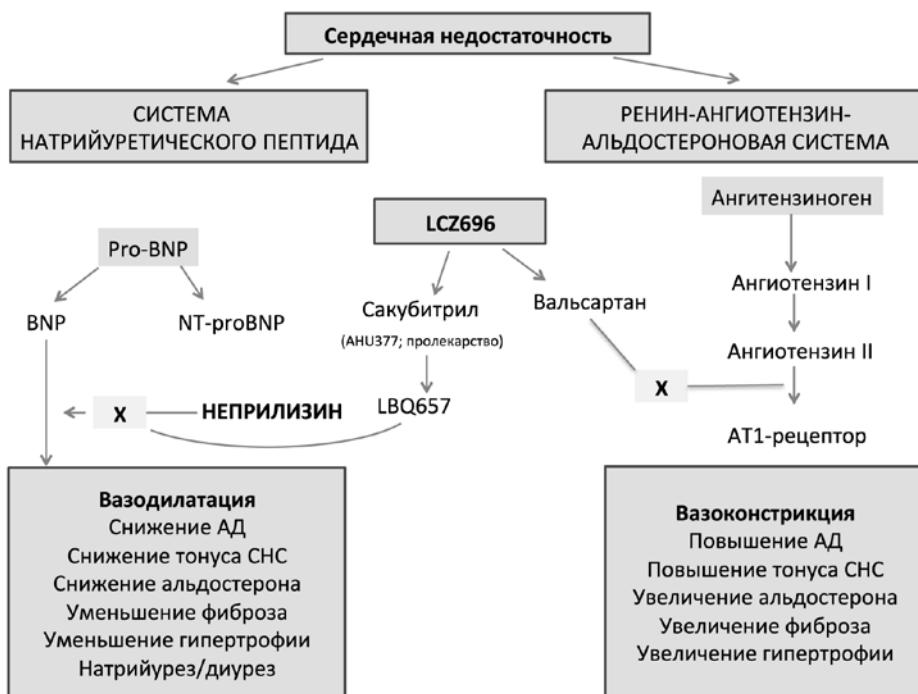 Сердечная недостаточность
СИСТЕМА
НАТРИЙУРЕТИЧЕСКОГО ПЕПТИДА
РЕНИН-АНГИОТЕНЗИН-
АЛЬДОСТЕРОНОВАЯ СИСТЕМА
Ангитензиноген
LCZ696
Pro-BNP
Ангиотензин I
Сакубитрил
Вальсартан
BNP
NT-proBNP
(AHU377; пролекарство)
Ангиотензин II
X
X
НЕПРИЛИЗИН
LBQ657
АТ1-рецептор
Вазодилатация
Снижение АД
Снижение тонуса СНС
Снижение альдостерона
Уменьшение фиброза
Уменьшение гипертрофии
Натрийурез/диурез
Вазоконстрикция
Повышение АД
Повышение тонуса СНС
Увеличение альдостерона
Увеличение фиброза
Увеличение гипертрофии